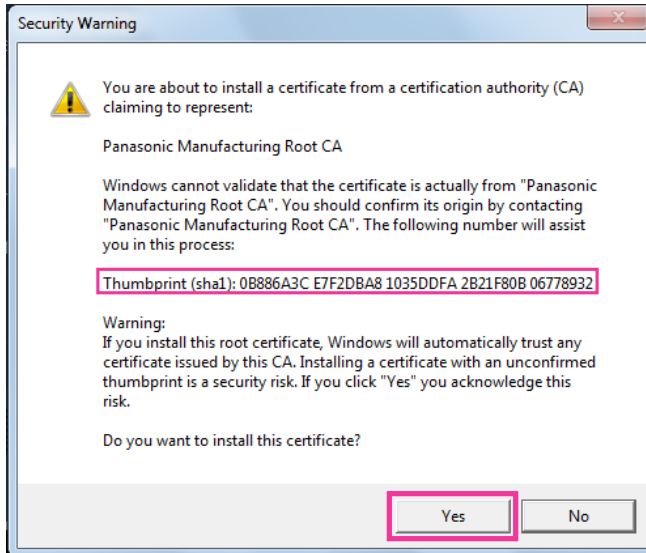 Security Warning
You are about to install a certificate from a certification authority (CA)
claiming to represent:
Panasonic Manufacturing Root CA
Windows cannot validate that the certificate is actually from "Panasonic
Manufacturing Root CA". You should confirm its origin by contacting
"Panasonic Manufacturing Root CA". The following number will assist
you in this process:
Thumbprint (sha1): 0B886A3C E7F2DBA8 1035DDFA 2B21F80B 06778932
Warning:
If you install this root certificate, Windows will automatically trust any
certificate issued by this CA. Installing a certificate with an unconfirmed
thumbprint is a security risk. If you click "Yes" you acknowledge this
risk.
Do you want to install this certificate?
Yes
No